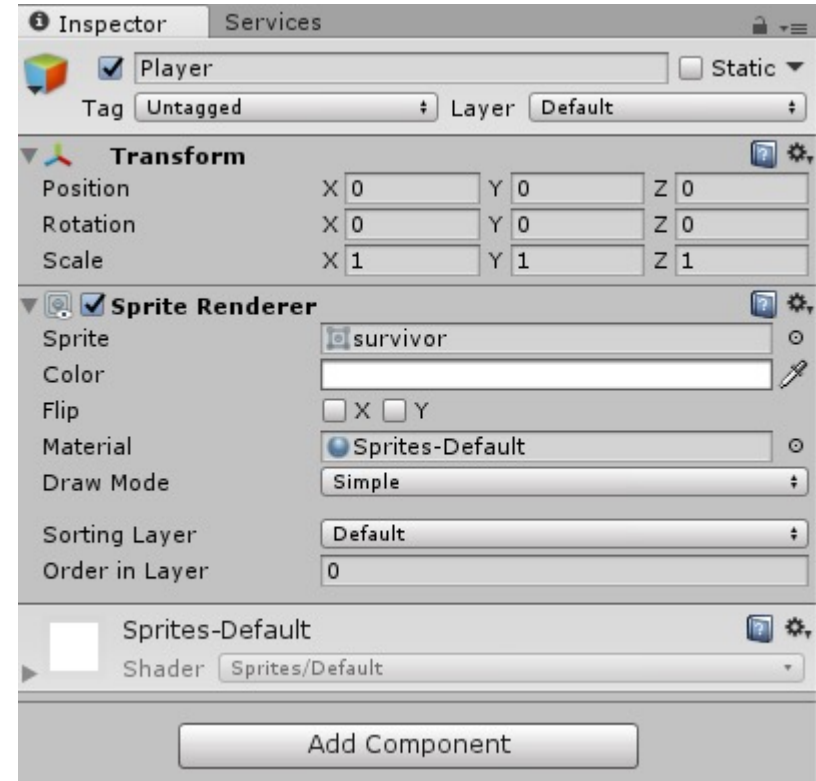 Inspector Services
Player Static
Tag Untagged Layer Default
Transform
Position X 0 Y 0 Z 0
Rotation X 0 Y 0 Z 0
Scale X 1 Y 1 Z 1
Sprite Renderer
Sprite survivor
Color
Flip X Y
Material Sprites-Default
Draw Mode Simple
Sorting Layer Default
Order in Layer 0
Sprites-Default
Shader Sprites/Default
Add Component